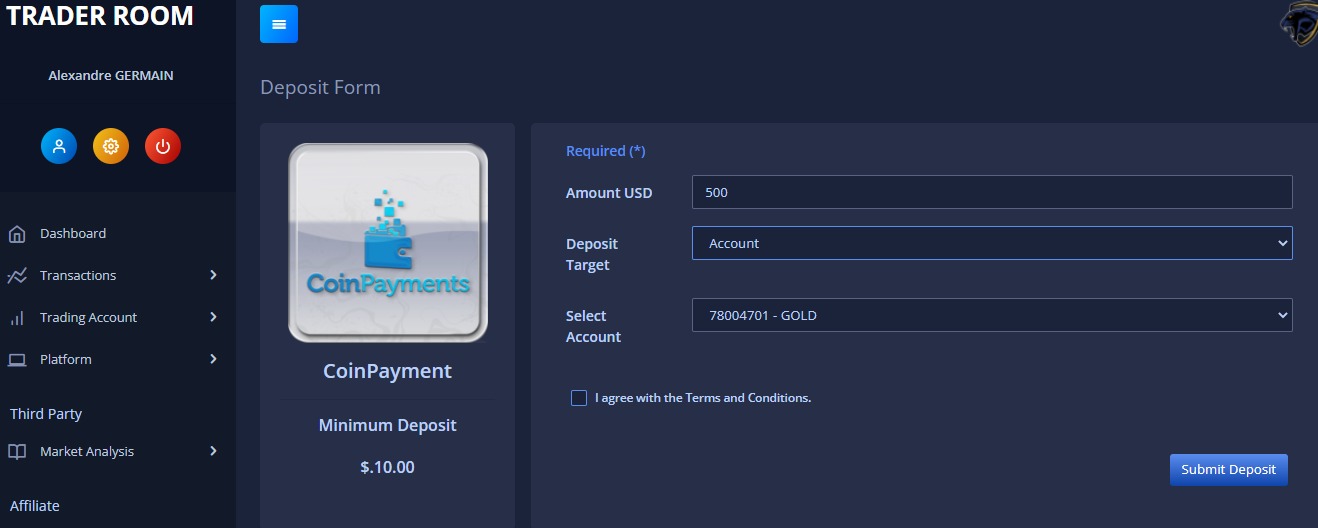 TRADER ROOM
Alexandre GERMAIN
Dashboard
Transactions
Trading Account
Platform
Third Party
Market Analysis
Affiliate
Deposit Form
CoinPayments
CoinPayment
Minimum Deposit
$.10.00
Required (*)
Amount USD
500
Deposit
Target
Account
Select
Account
78004701 - GOLD
I agree with the Terms and Conditions.
Submit Deposit